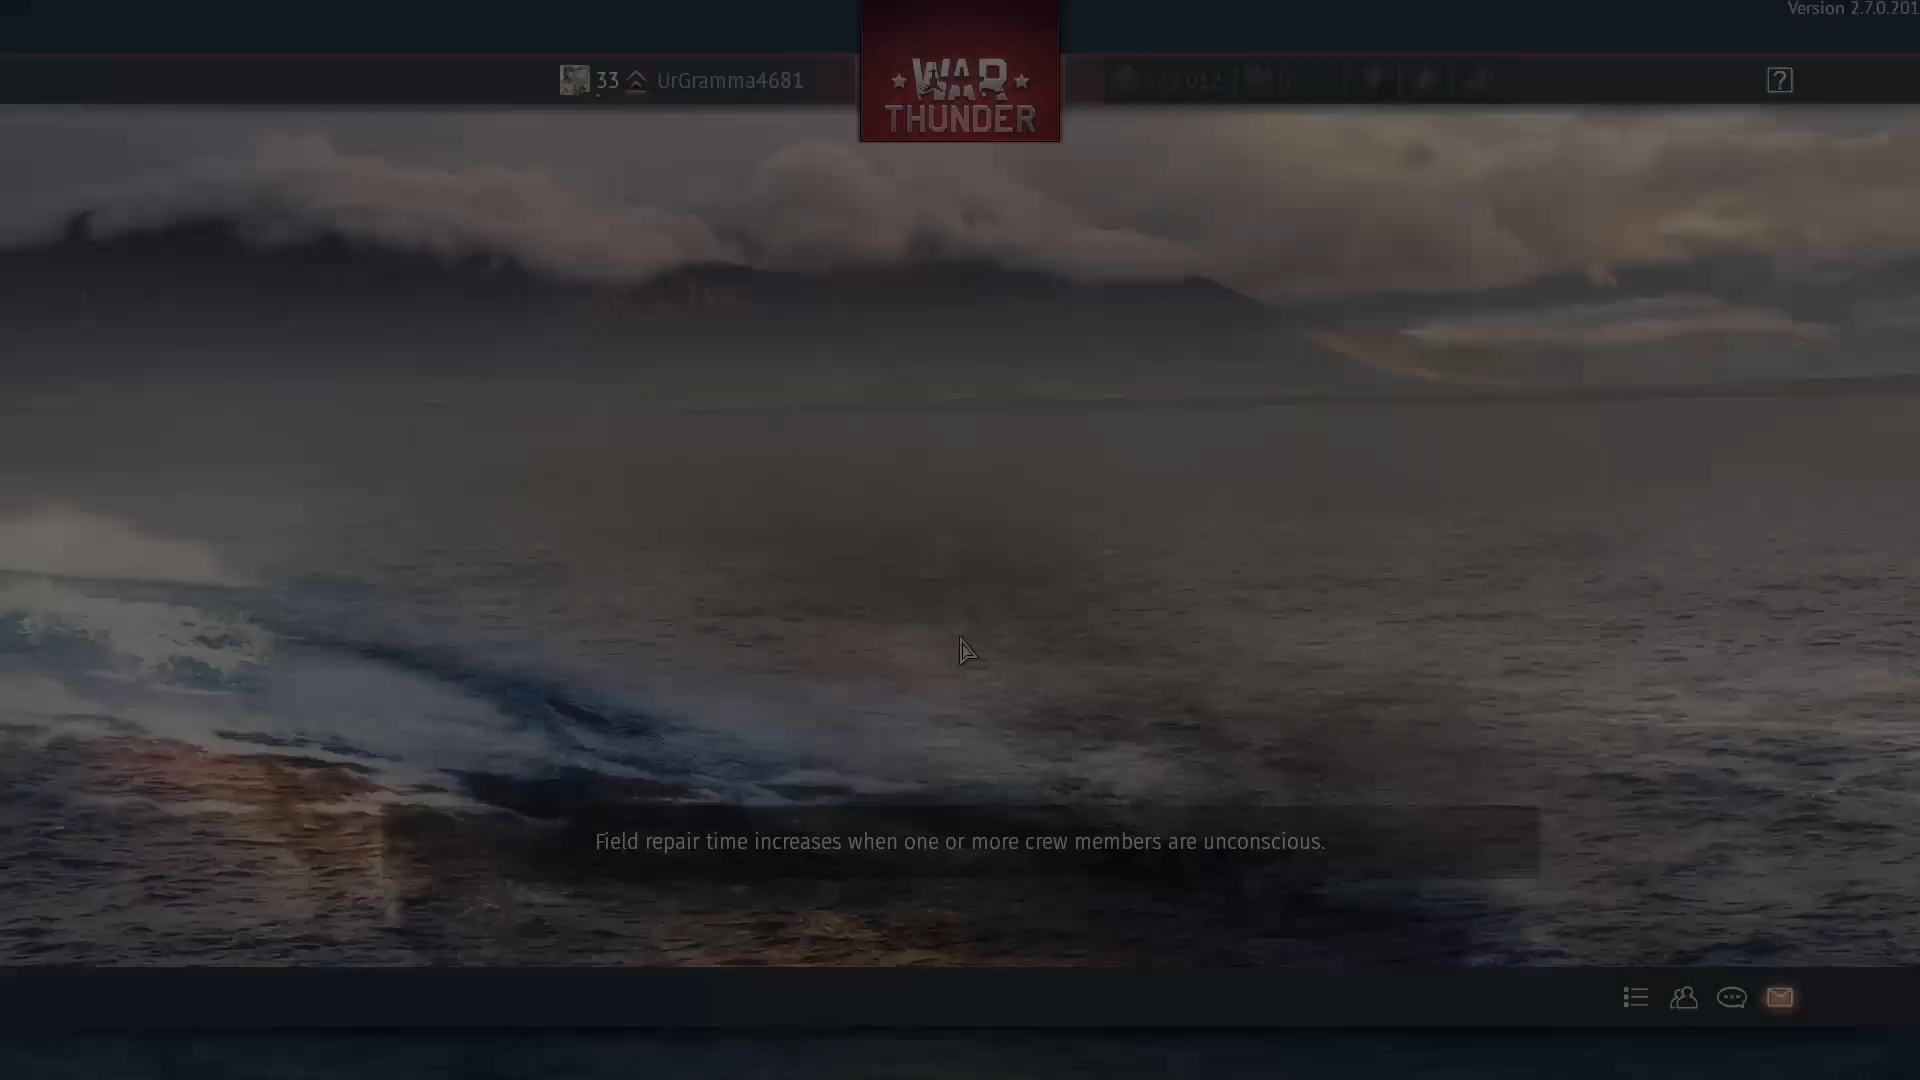 Version 2.7.0.201
33 UrGramma4681
WAR
THUNDER
?
Field repair time increases when one or more crew members are unconscious.